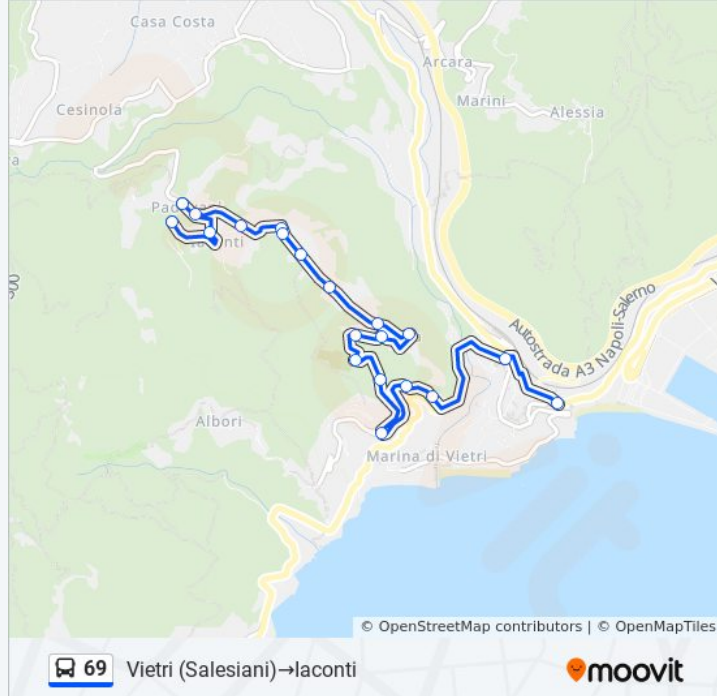 Casa Costa
Arcara
Cesinola
Marini
Alessia
a
300
Autostrada A3 Napoli-Salerno
Albori
Marina di Vietri
© OpenStreetMap contributors | © OpenMapTiles
69 Vietri (Salesiani)→Iaconti
moovit